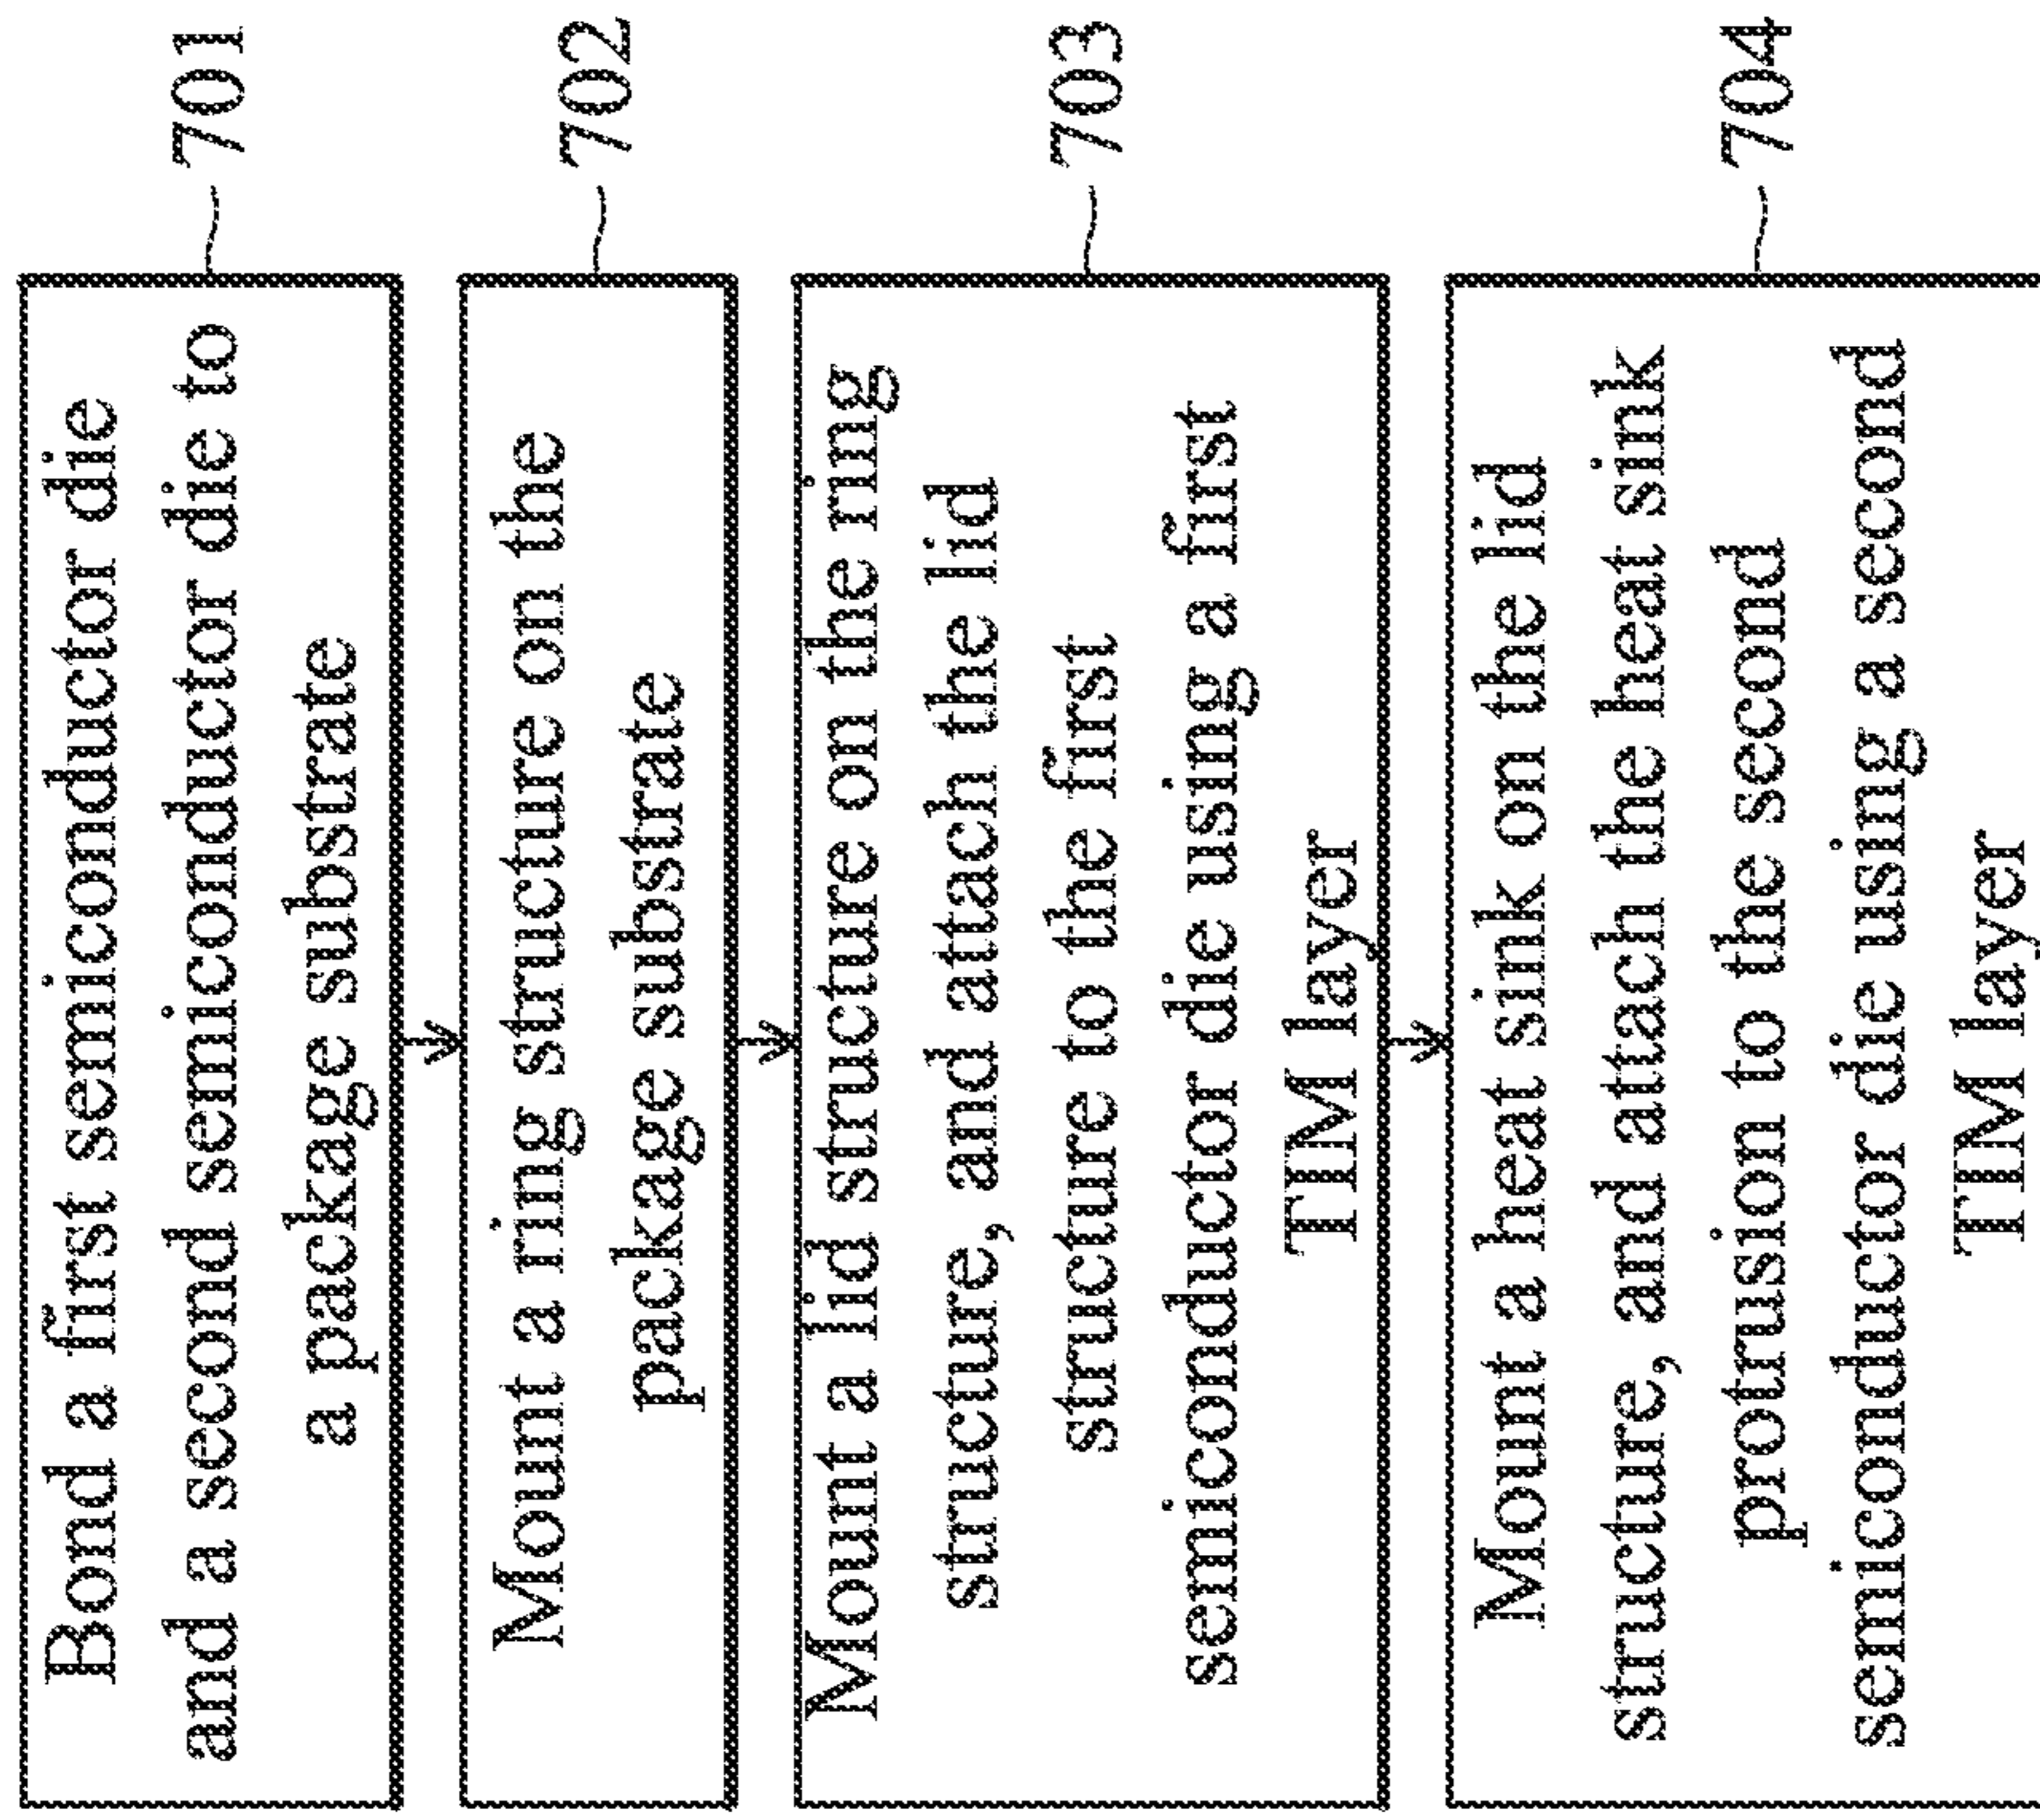 Bond a first semiconductor die
and a second semiconductor die to
a package substrate
701
Mount a ring structure on the
package substrate
702
Mount a lid structure on the ring
structure, and attach the lid
structure to the first
semiconductor die using a first
TIM layer
703
Mount a heat sink on the lid
structure, and attach the heat sink
protrusion to the second
semiconductor die using a second
TIM layer
704